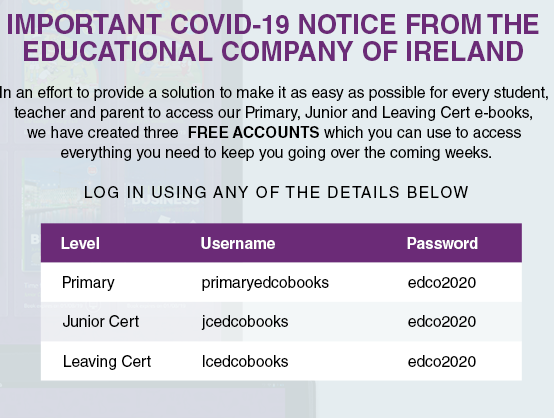 IMPORTANT COVID-19 NOTICE FROM THE
EDUCATIONAL COMPANY OF IRELAND
In an effort to provide a solution to make it as easy as possible for every student,
teacher and parent to access our Primary, Junior and Leaving Cert e-books,
we have created three FREE ACCOUNTS which you can use to access
everything you need to keep you going over the coming weeks.
LOG IN USING ANY OF THE DETAILS BELOW
Level Username Password
Primary primaryedcobooks edco2020
Junior Cert jcedcobooks edco2020
Leaving Cert lcedcobooks edco2020